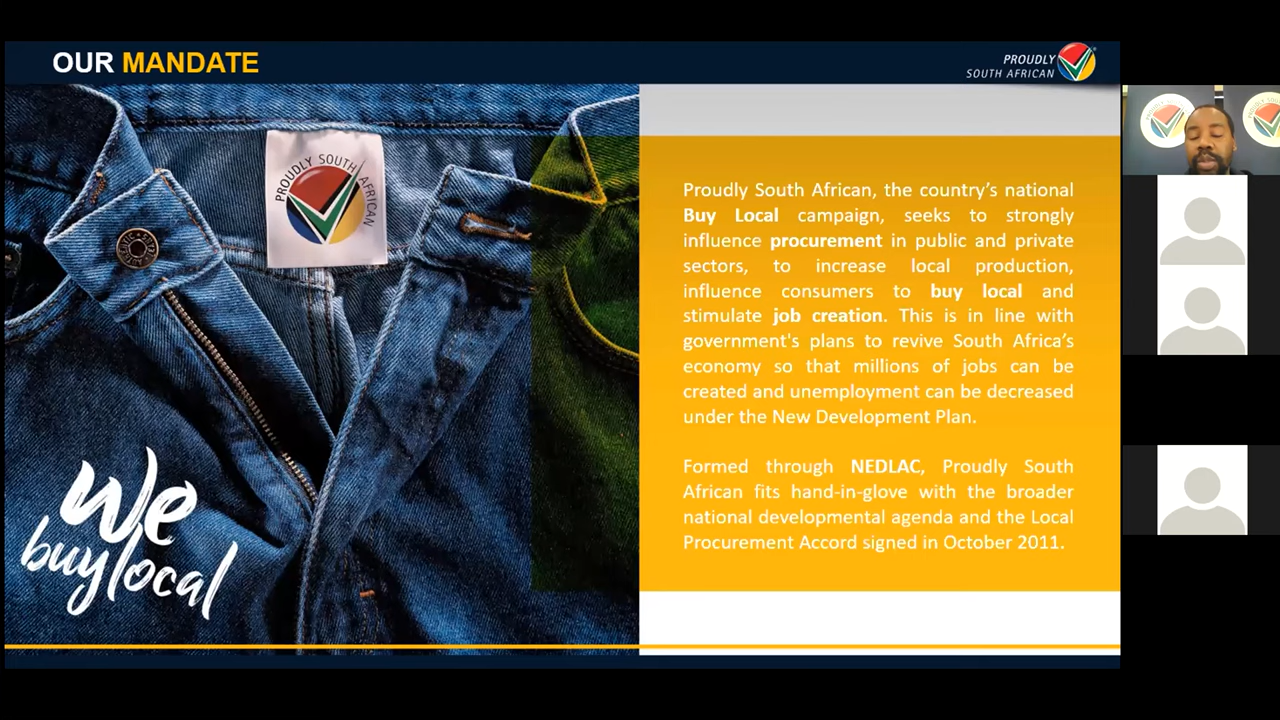 OUR MANDATE
PROUDLY
SOUTH AFRICAN
PROUDLY SOUTH AFRICAN
We
buy local
Proudly South African, the country's national
Buy Local campaign, seeks to strongly
influence procurement in public and private
sectors, to increase local production,
influence consumers to buy local and
stimulate job creation. This is in line with
government's plans to revive South Africa's
economy so that millions of jobs can be
created and unemployment can be decreased
under the New Development Plan.
Formed through NEDLAC, Proudly South
African fits hand-in-glove with the broader
national developmental agenda and the Local
Procurement Accord signed in October 2011.